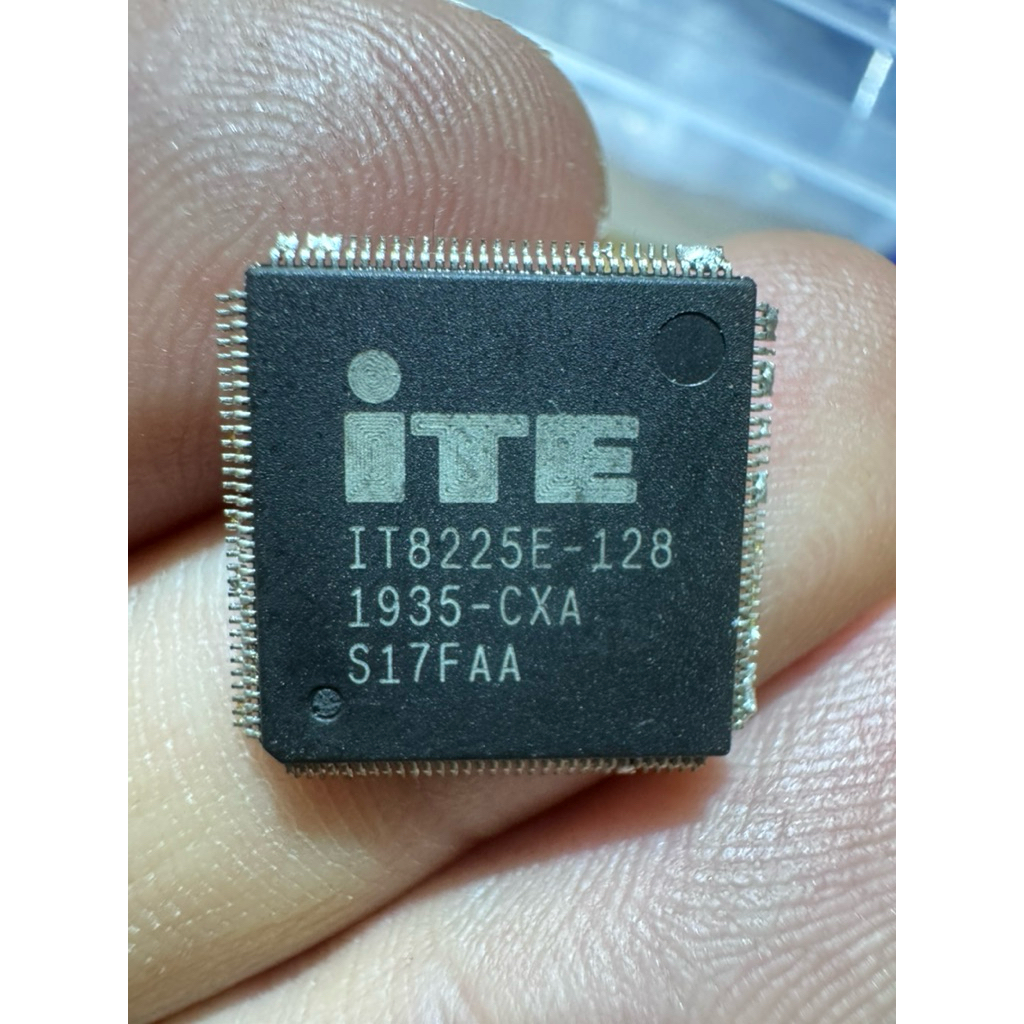 iTE
IT8225E-128
1935-CXA
S17FAA